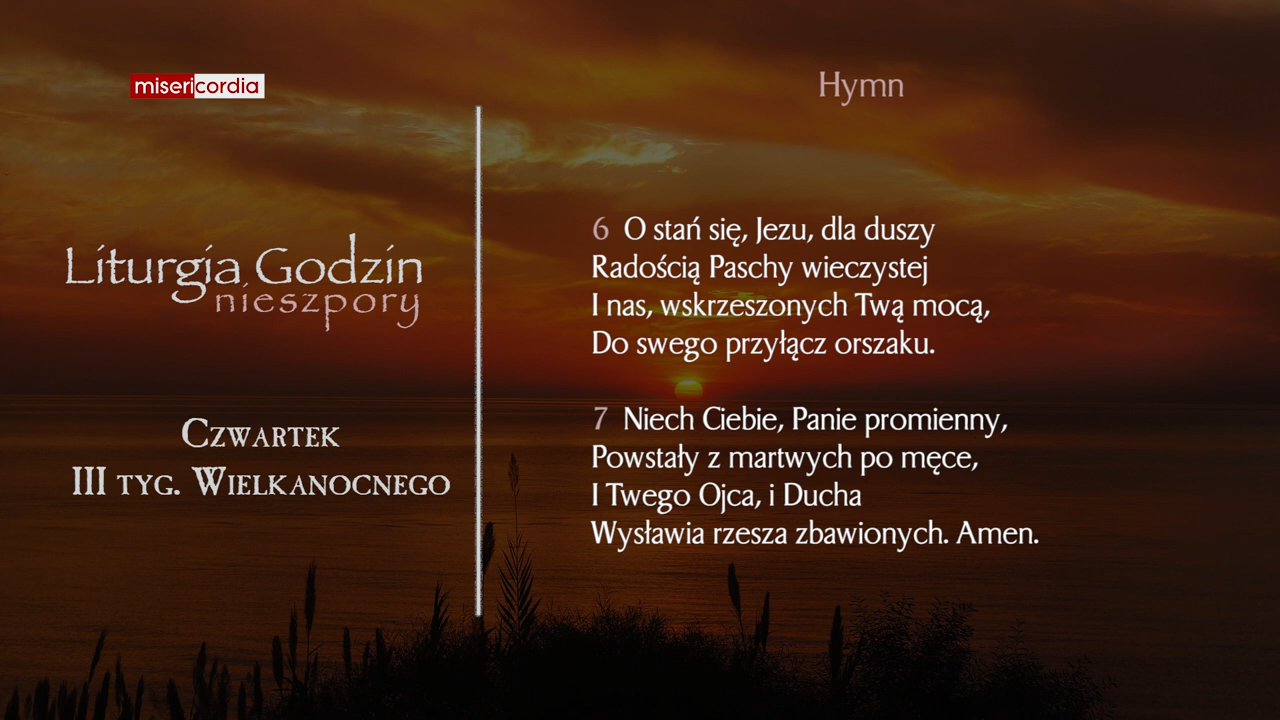 misericordia
Hymn
Liturgia Godzin
nieszpory
Czwartek
III tyg. Wielkanocnego
6 O stań się, Jezu, dla duszy
Radością Paschy wieczystej
I nas, wskrzeszonych Twą mocą,
Do swego przyłącz orszaku.
7 Niech Ciebie, Panie promienny,
Powstały z martwych po męce,
I Twego Ojca, i Ducha
Wysławia rzesza zbawionych. Amen.